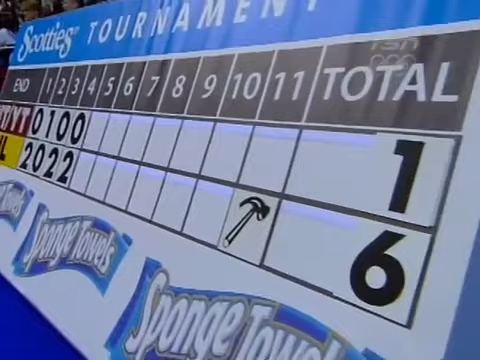 Scotties TOURNAMENT
TSN
END 1 2 3 4 5 6 7 8 9 10 11 TOTAL
0 1 0 0 1
2 0 2 2 6
Sponge Towels
Sponge Towels